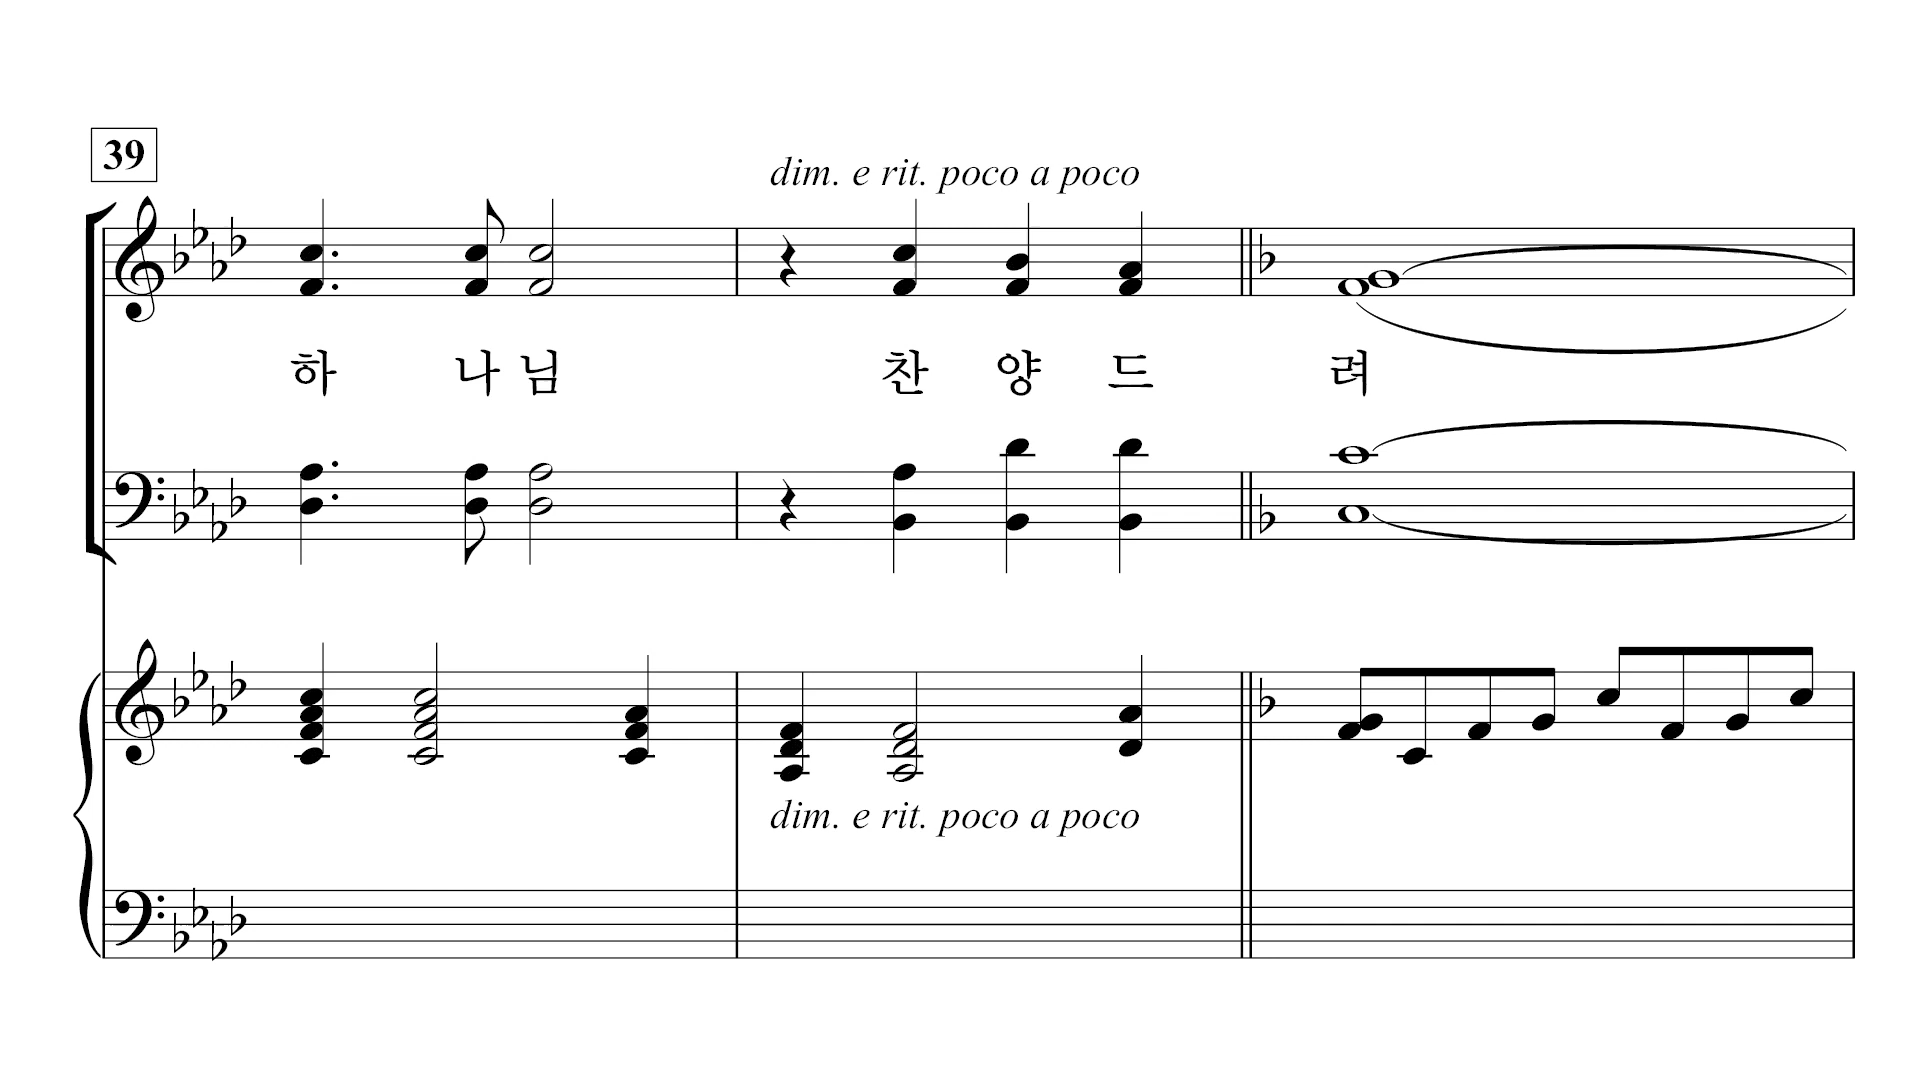 39
dim. e rit. poco a poco
하 나 님 찬 양 드 려
dim. e rit. poco a poco